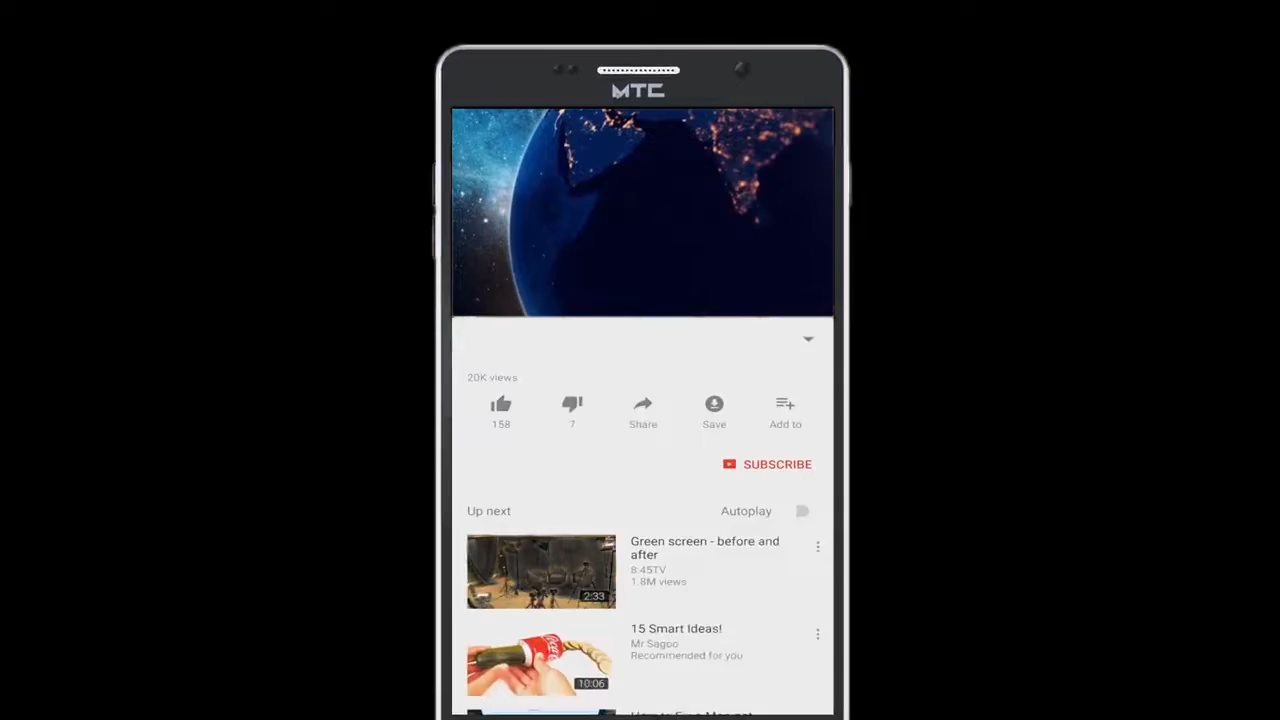 MTC
20K views
158
7
Share
Save
Add to
SUBSCRIBE
Up next
Autoplay
Green screen - before and
after
8:45TV
1.8M views
2:33
15 Smart Ideas!
Mr Sagoo
Recommended for you
10:06